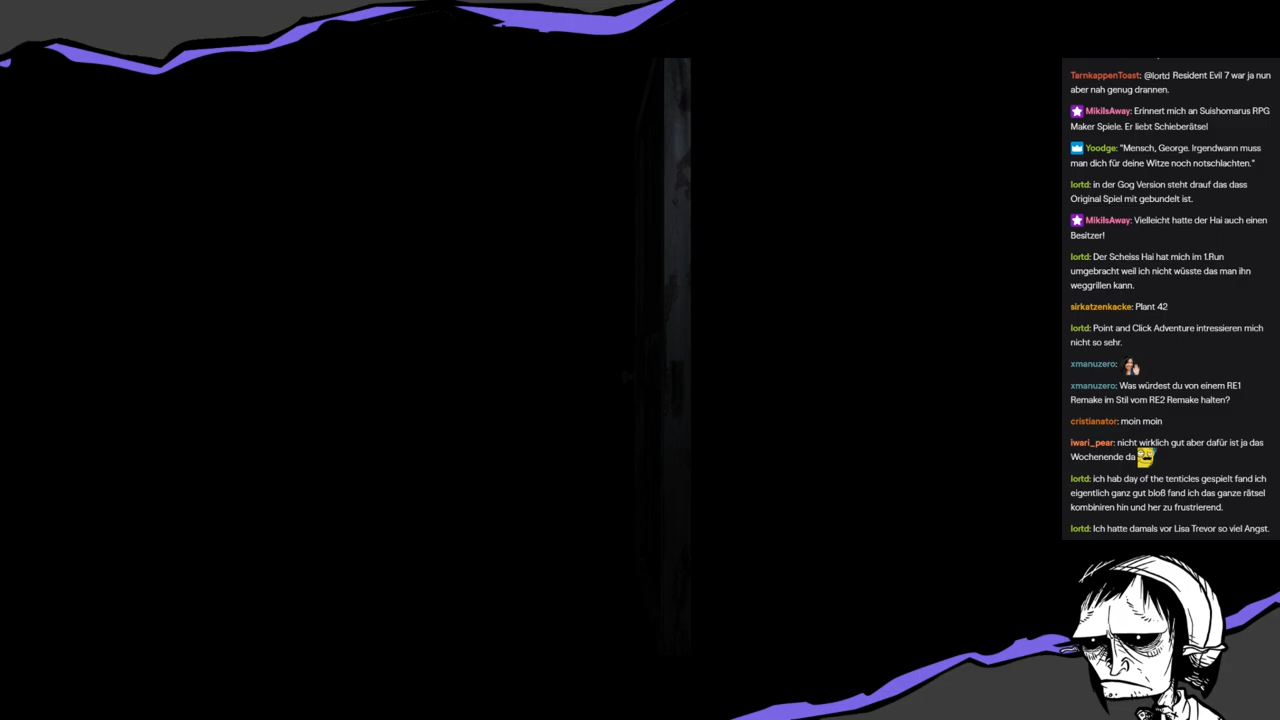 TarnkappenToast: @lortd Resident Evil 7 war ja nun
aber nah genug drannen.
MikiIsAway: Erinnert mich an Suishomarus RPG
Maker Spiele. Er liebt Schieberätsel
Yoodge: "Mensch, George. Irgendwann muss
man dich für deine Witze noch notschlachten."
lortd: in der Gog Version steht drauf das dass
Original Spiel mit gebundelt ist.
MikiIsAway: Vielleicht hatte der Hai auch einen
Besitzer!
lortd: Der Scheiss Hai hat mich im 1.Run
umgebracht weil ich nicht wüsste das man ihn
weggrillen kann.
sirkatzenkacke: Plant 42
lortd: Point and Click Adventure intressieren mich
nicht so sehr.
xmanuzero:
xmanuzero: Was würdest du von einem RE1
Remake im Stil vom RE2 Remake halten?
cristianator: moin moin
iwari_pear: nicht wirklich gut aber dafür ist ja das
Wochenende da
lortd: ich hab day of the tenticles gespielt fand ich
eigentlich ganz gut bloß fand ich das ganze rätsel
kombiniren hin und her zu frustrierend.
lortd: Ich hatte damals vor Lisa Trevor so viel Angst.